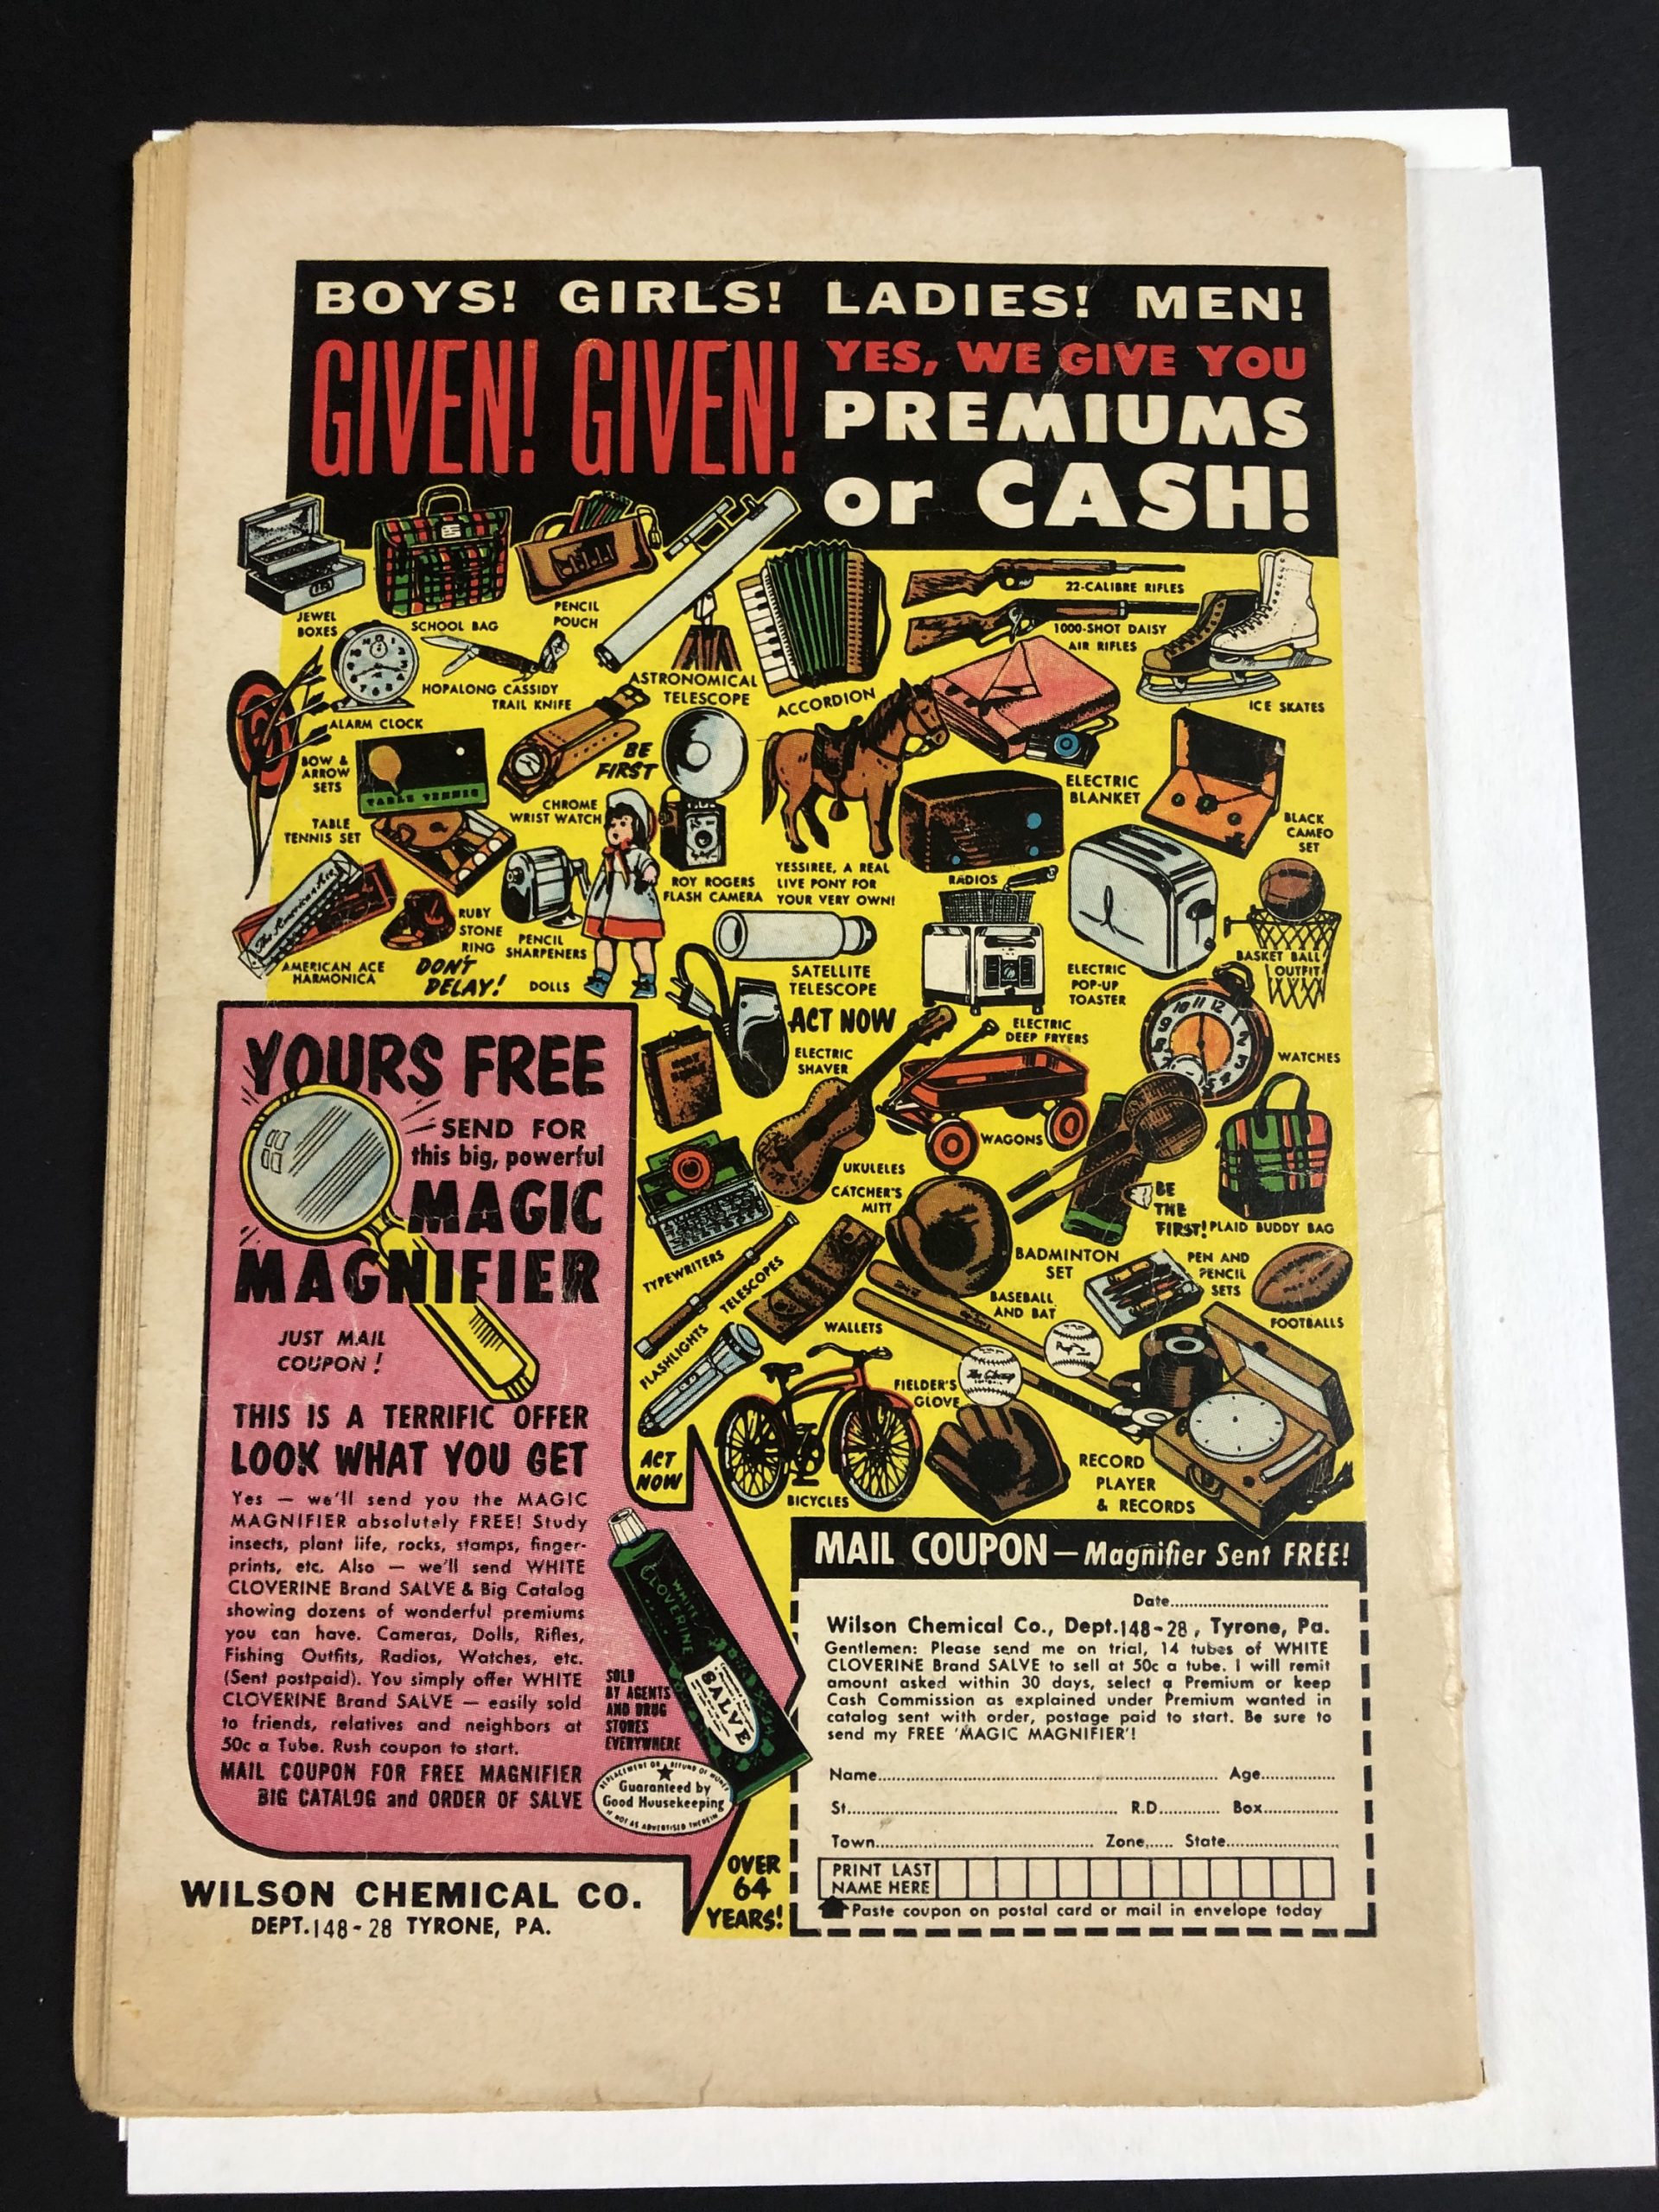 BOYS! GIRLS! LADIES! MEN!
GIVEN! GIVEN!
YES, WE GIVE YOU
PREMIUMS
or CASH!
JEWEL
BOXES
SCHOOL BAG
PENCIL
POUCH
ASTRONOMICAL
TELESCOPE
ACCORDION
22-CALIBRE RIFLES
1000-SHOT DAISY
AIR RIFLES
ICE SKATES
ALARM CLOCK
HOPALONG CASSIDY
TRAIL KNIFE
BOW &
ARROW
SETS
TABLE TENNIS
TABLE
TENNIS SET
CHROME
WRIST WATCH
BE
FIRST
ROY ROGERS
FLASH CAMERA
YESSIREE, A REAL
LIVE PONY FOR
YOUR VERY OWN!
ELECTRIC
BLANKET
RADIOS
BLACK
CAMEO
SET
The American Ace
AMERICAN ACE
HARMONICA
RUBY
STONE
RING
DON'T
DELAY!
PENCIL
SHARPENERS
DOLLS
SATELLITE
TELESCOPE
ELECTRIC
POP-UP
TOASTER
BASKET BALL
OUTFIT
ACT NOW
ELECTRIC
SHAVER
ELECTRIC
DEEP FRYERS
WATCHES
HOLY BIBLE
UKULELES
WAGONS
CATCHER'S
MITT
BE
THE
FIRST!
PLAID BUDDY BAG
TYPEWRITERS
TELESCOPES
BADMINTON
SET
PEN AND
PENCIL
SETS
FOOTBALLS
WALLETS
BASEBALL
AND BAT
FLASHLIGHTS
FIELDER'S
GLOVE
ACT
NOW
BICYCLES
RECORD
PLAYER
& RECORDS
YOURS FREE
SEND FOR
this big, powerful
MAGIC
MAGNIFIER
JUST MAIL
COUPON!
THIS IS A TERRIFIC OFFER
LOOK WHAT YOU GET
Yes — we'll send you the MAGIC
MAGNIFIER absolutely FREE! Study
insects, plant life, rocks, stamps, finger-
prints, etc. Also — we'll send WHITE
CLOVERINE Brand SALVE & Big Catalog
showing dozens of wonderful premiums
you can have. Cameras, Dolls, Rifles,
Fishing Outfits, Radios, Watches, etc.
(Sent postpaid). You simply offer WHITE
CLOVERINE Brand SALVE — easily sold
to friends, relatives and neighbors at
50c a Tube. Rush coupon to start.
MAIL COUPON FOR FREE MAGNIFIER
BIG CATALOG and ORDER OF SALVE
WHITE
CLOVERINE
SALVE
SOLD
BY AGENTS
AND DRUG
STORES
EVERYWHERE
REPLACEMENT OR REFUND OF MONEY
Guaranteed by
Good Housekeeping
IF NOT AS ADVERTISED THEREIN
WILSON CHEMICAL CO.
DEPT. 148-28 TYRONE, PA.
OVER
64
YEARS!
MAIL COUPON — Magnifier Sent FREE!
Date
Wilson Chemical Co., Dept. 148-28, Tyrone, Pa.
Gentlemen: Please send me on trial, 14 tubes of WHITE
CLOVERINE Brand SALVE to sell at 50c a tube. I will remit
amount asked within 30 days, select a Premium or keep
Cash Commission as explained under Premium wanted in
catalog sent with order, postage paid to start. Be sure to
send my FREE 'MAGIC MAGNIFIER'!
Name Age
St. R.D. Box
Town Zone State
PRINT LAST
NAME HERE
Paste coupon on postal card or mail in envelope today